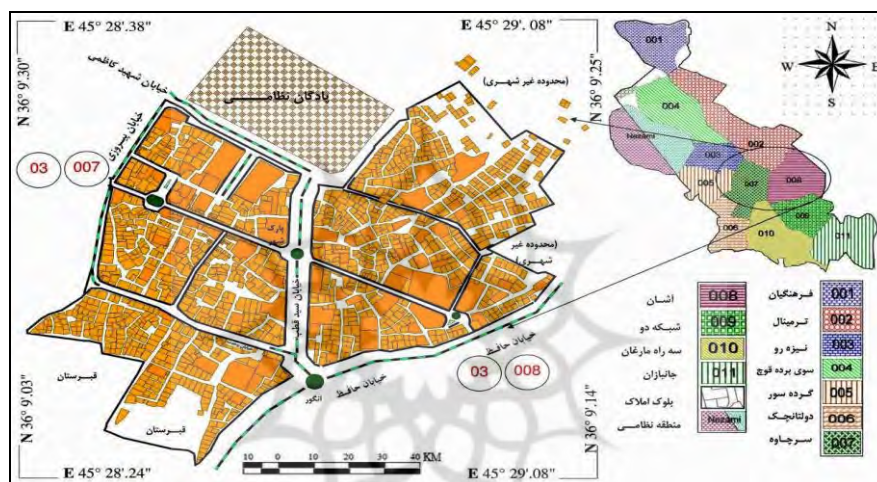 E 45° 28'.38"
E 45° 29'. 08"
N 36° 9'.30"
N 36° 9'.25"
خیابان شهید کاظمی
پادگان نظامـــی
(محدوده غیر شهری)
خیابان پیروزی
03
007
پارک
(محدوده غیر
شهری)
خیابان سید قطب
خیابان حافظ
03
008
خیابان حافظ
انگور
قبرستان
قبرستان
N 36° 9'.03"
N 36° 9'.14"
E 45° 28'.24"
E 45° 29'.08"
10 0 10 20 30 40 KM
N
W
E
S
001
004
002
Nezami
003
005
007
008
009
006
010
011
آشان
008
شبکه دو
009
سه راه مارغان
010
جانبازان
011
بلوک املاک
منطقه نظامـی
Nezami
فرهنگیان
001
ترمینال
002
نیزه رو
003
سوی برده قوچ
004
گرده سور
005
دولتانچک
006
سرچاوه
007